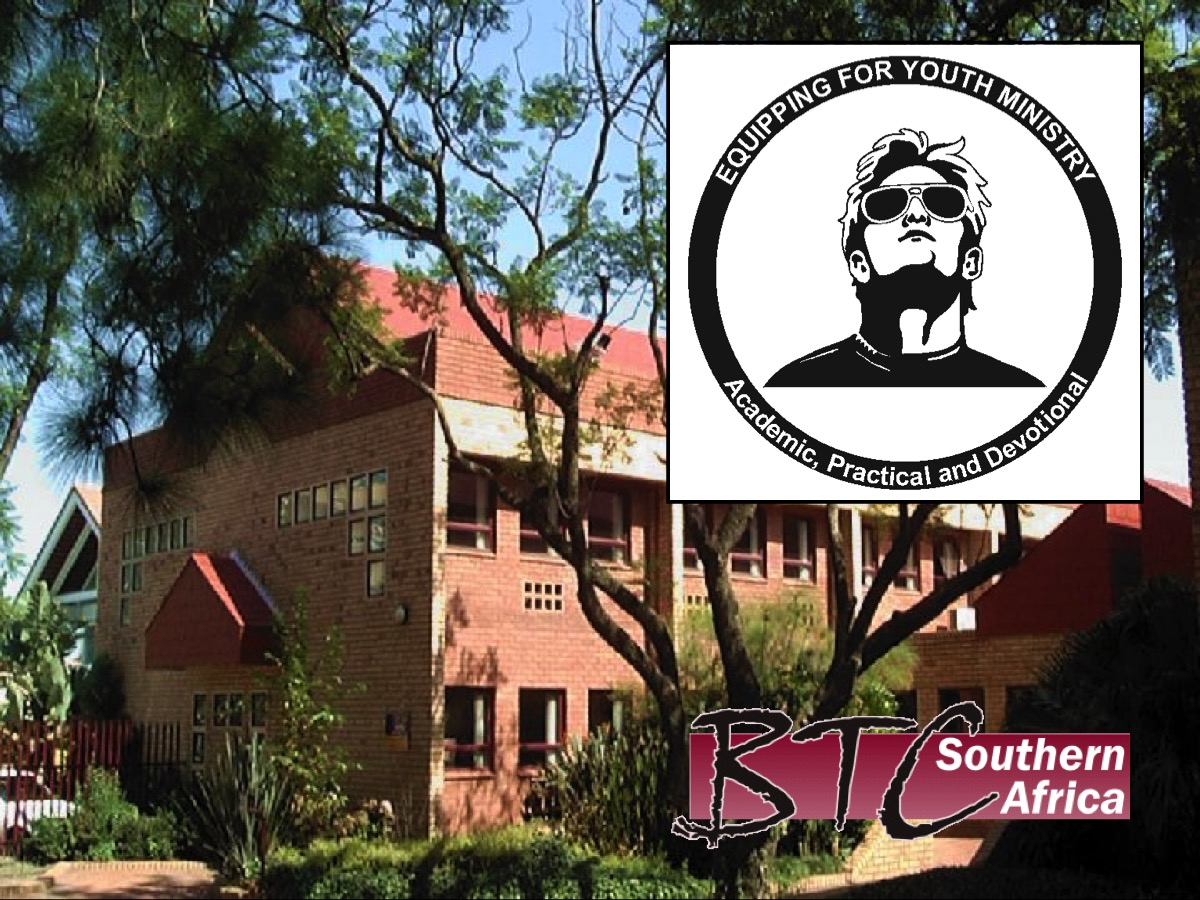 EQUIPPING FOR YOUTH MINISTRY
Academic, Practical and Devotional
BTC
Southern
Africa